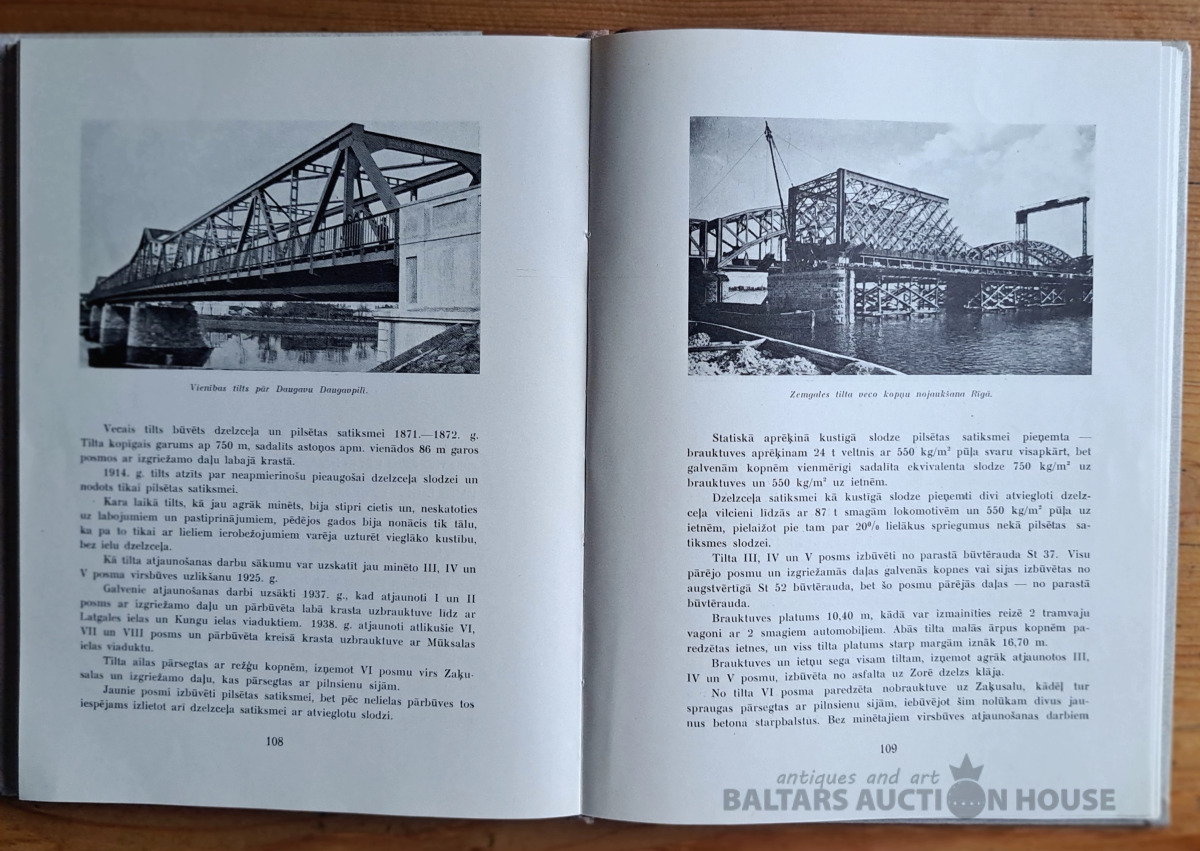 Vienības tilts pār Daugavu Daugavpilī.
Vecais tilts būvēts dzelzceļa un pilsētas satiksmei 1871.—1872. g.
Tilta kopīgais garums ap 750 m, sadalīts astoņos apm. vienādos 86 m garos
posmos ar izgriežamo daļu labajā krastā.
1914. g. tilts atzīts par neapmierinošu pieaugošai dzelzceļa slodzei un
nodots tikai pilsētas satiksmei.
Kara laikā tilts, kā jau agrāk minēts, bija stipri cietis un, neskatoties
uz labojumiem un pastiprinājumiem, pēdējos gados bija nonācis tik tālu,
ka pa to tikai ar lieliem ierobežojumiem varēja uzturēt vieglāko kustību,
bez ielu dzelzceļa.
Kā tilta atjaunošanas darbu sākumu var uzskatīt jau minēto III, IV un
V posma virsbūves uzlikšanu 1925. g.
Galvenie atjaunošanas darbi uzsākti 1937. g., kad atjaunoti I un II
posms ar izgriežamo daļu un pārbūvēta labā krasta uzbrauktuve līdz ar
Latgales ielas un Kungu ielas viaduktiem. 1938. g. atjaunoti atlikušie VI,
VII un VIII posms un pārbūvēta kreisā krasta uzbrauktuve ar Mūksalas
ielas viaduktu.
Tilta ailas pārsegtas ar režģu kopnēm, izņemot VI posmu virs Zaķu-
salas un izgriežamo daļu, kas pārsegtas ar pilnsienu sijām.
Jaunie posmi izbūvēti pilsētas satiksmei, bet pēc nelielas pārbūves tos
iespējams izlietot arī dzelzceļa satiksmei ar atvieglotu slodzi.
108
Zemgales tilta veco kopņu nojaukšana Rīgā.
Statiskā aprēķinā kustīgā slodze pilsētas satiksmei pieņemta —
brauktuves aprēķinam 24 t veltnis ar 550 kg/m² pūļa svaru visapkārt, bet
galvenām kopnēm vienmērīgi sadalīta ekvivalenta slodze 750 kg/m² uz
brauktuves un 550 kg/m² uz ietnēm.
Dzelzceļa satiksmei kā kustīgā slodze pieņemti divi atviegloti dzelz-
ceļa vilcieni līdzās ar 87 t smagām lokomotivēm un 550 kg/m² pūļa uz
ietnēm, pielaižot pie tam par 20% lielākus spriegumus nekā pilsētas sa-
tiksmes slodzei.
Tilta III, IV un V posms izbūvēti no parastā būvtērauda St 37. Visu
pārējo posmu un izgriežamās daļas galvenās kopnes vai sijas izbūvētas no
augstvērtīgā St 52 būvtērauda, bet šo posmu pārējās daļas — no parastā
būvtērauda.
Brauktuves platums 10,40 m, kādā var izmainīties reizē 2 tramvaju
vagoni ar 2 smagiem automobiļiem. Abās tilta malās ārpus kopnēm pa-
redzētas ietnes, un viss tilta platums starp margām iznāk 16,70 m.
Brauktuves un ietņu sega visam tiltam, izņemot agrāk atjaunotos III,
IV un V posmu, izbūvēta no asfalta uz Zorē dzelzs klāja.
No tilta VI posma paredzēta nobrauktuve uz Zaķusalu, kādēļ tur
spraugas pārsegtas ar pilnsienu sijām, iebūvējot šim nolūkam divus jau-
nus betona starpbalstus. Bez minētajiem virsbūves atjaunošanas darbiem
109
antiques and art
BALTARS AUCTION HOUSE